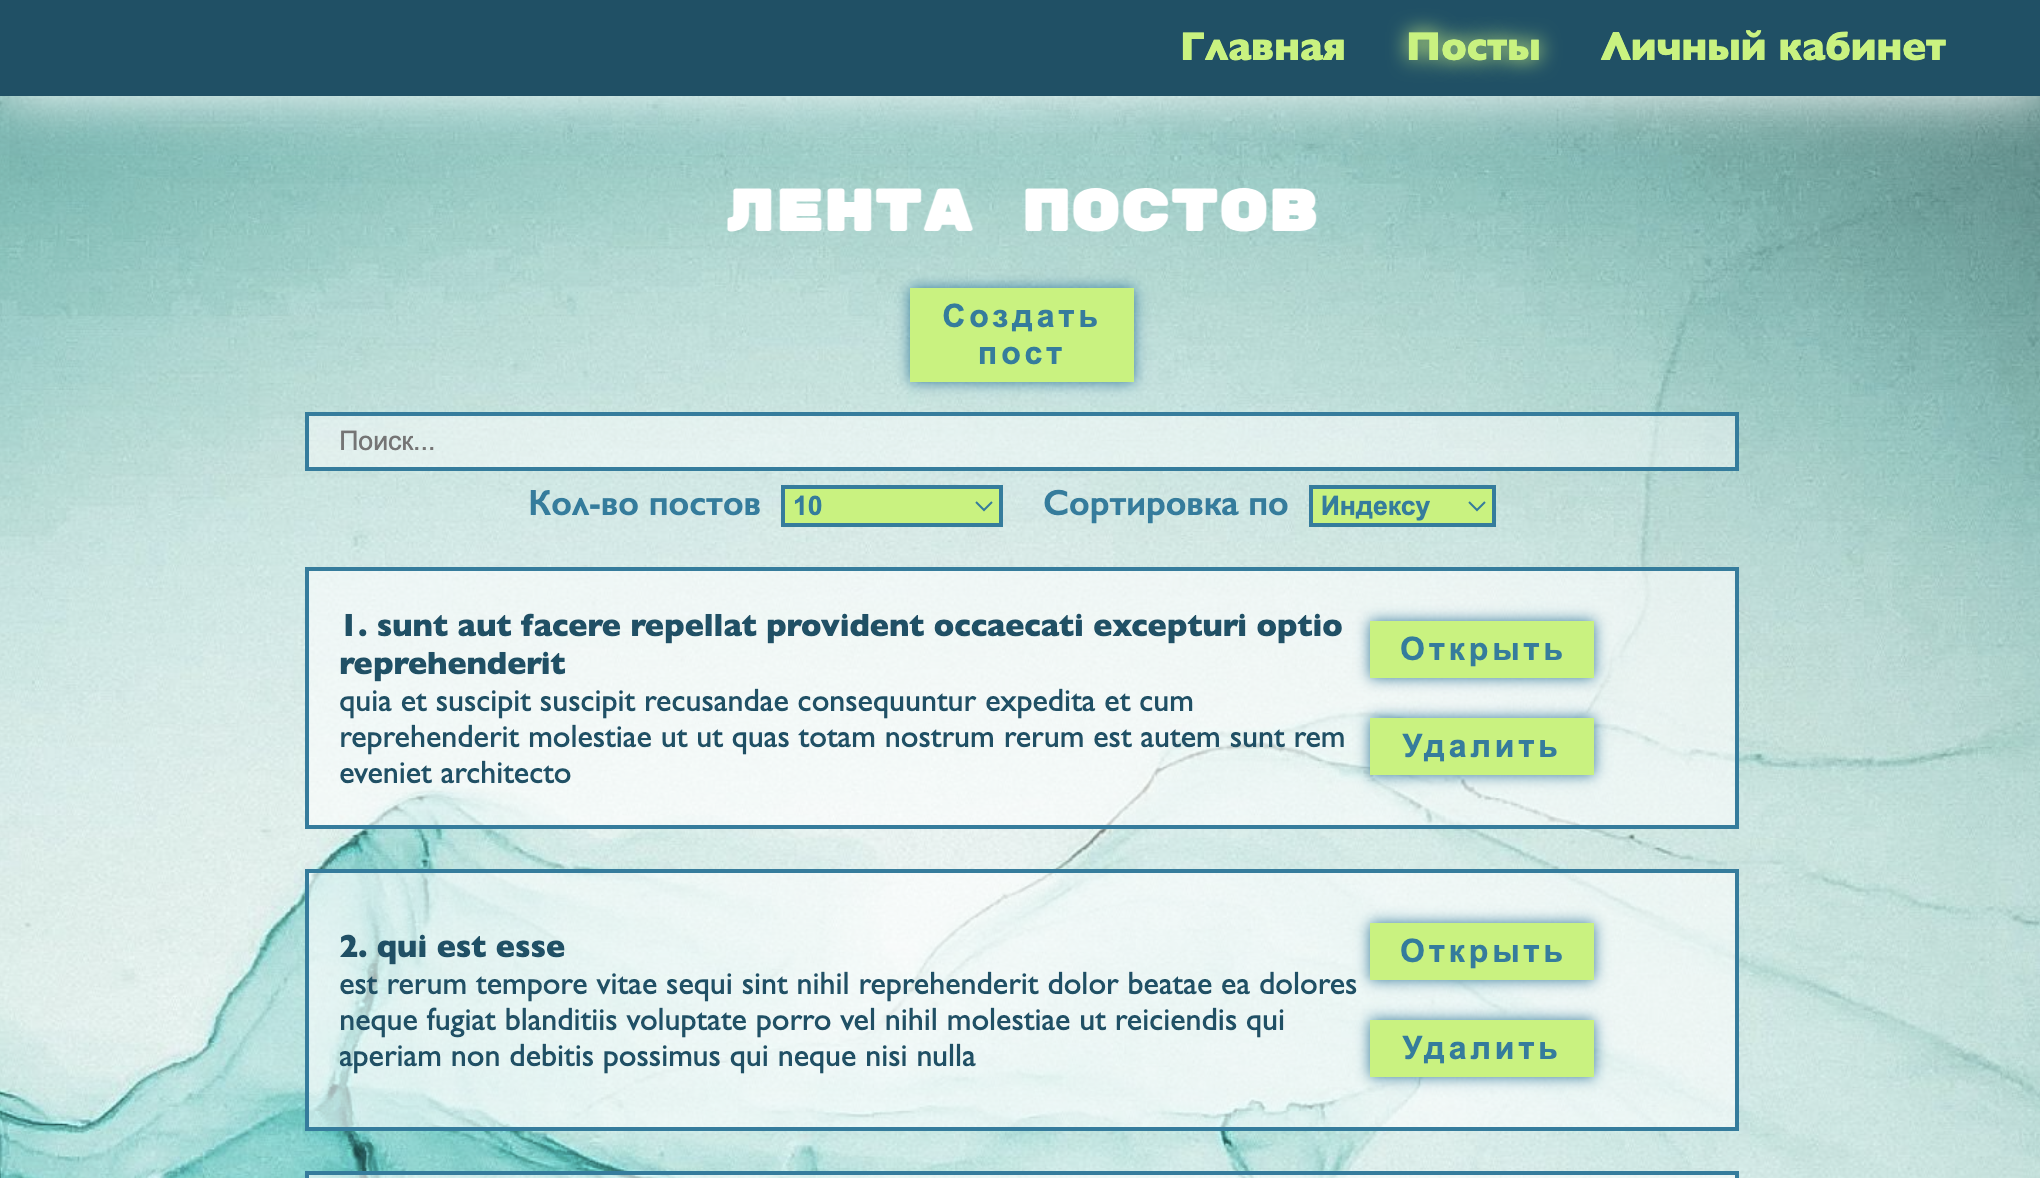 Главная Посты Личный кабинет
ЛЕНТА ПОСТОВ
Создать
пост
Поиск...
Кол-во постов 10 Сортировка по Индексу
1. sunt aut facere repellat provident occaecati excepturi optio
reprehenderit
quia et suscipit suscipit recusandae consequuntur expedita et cum
reprehenderit molestiae ut ut quas totam nostrum rerum est autem sunt rem
eveniet architecto
Открыть
Удалить
2. qui est esse
est rerum tempore vitae sequi sint nihil reprehenderit dolor beatae ea dolores
neque fugiat blanditiis voluptate porro vel nihil molestiae ut reiciendis qui
aperiam non debitis possimus qui neque nisi nulla
Открыть
Удалить